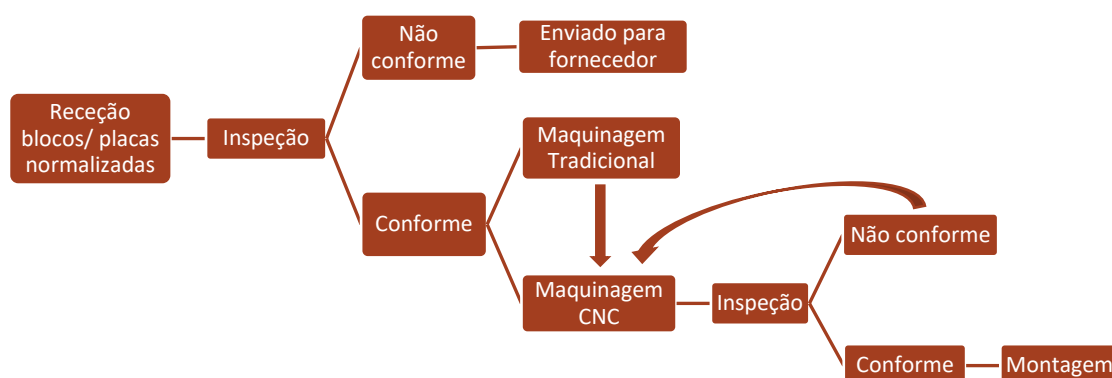 Receção
blocos/ placas
normalizadas
Inspeção
Não
conforme
Enviado para
fornecedor
Conforme
Maquinagem
Tradicional
Maquinagem
CNC
Inspeção
Não conforme
Conforme
Montagem